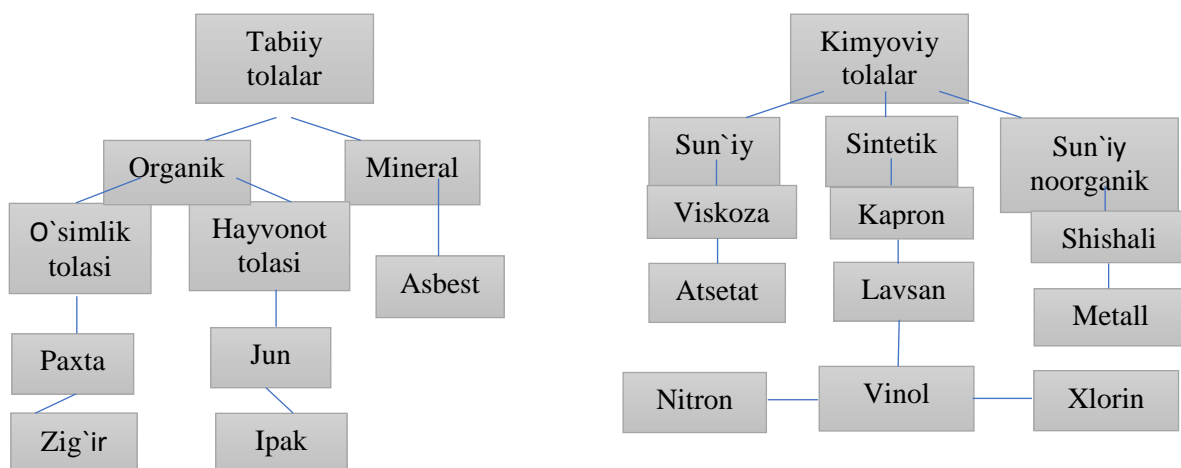 Tabiiy
tolalar
Organik
Mineral
O`simlik
tolasi
Hayvonot
tolasi
Asbest
Paxta
Jun
Zig`ir
Ipak
Kimyoviy
tolalar
Sun`iy
Sintetik
Sun`iy
noorganik
Viskoza
Kapron
Shishali
Atsetat
Lavsan
Metall
Nitron
Vinol
Xlorin